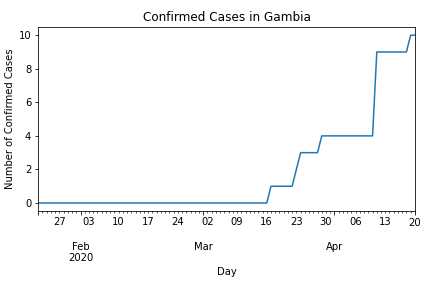 Confirmed Cases in Gambia
Number of Confirmed Cases
10
8
6
4
2
0
27 03 10 17 24 02 09 16 23 30 06 13 20
Feb Mar Apr
2020
Day